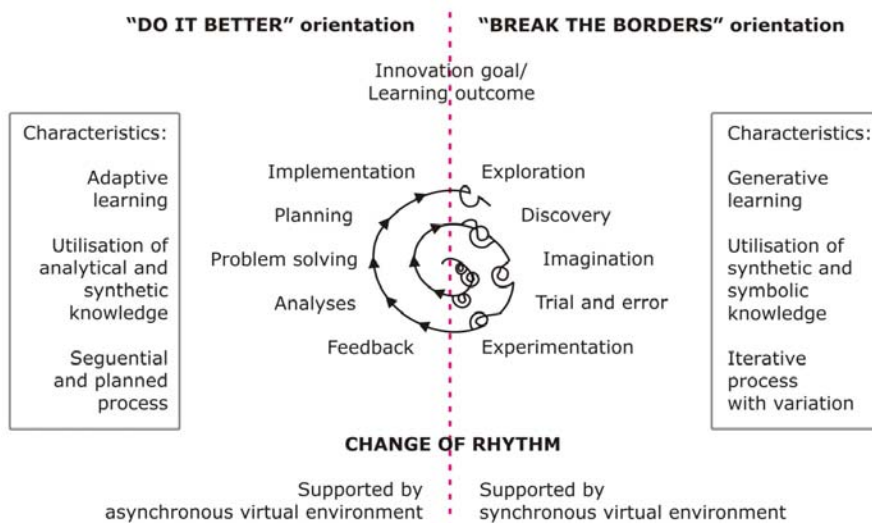 “DO IT BETTER” orientation
“BREAK THE BORDERS” orientation
Innovation goal/
Learning outcome
Characteristics:
Adaptive
learning
Utilisation of
analytical and
synthetic
knowledge
Seguential
and planned
process
Implementation
Planning
Problem solving
Analyses
Feedback
Exploration
Discovery
Imagination
Trial and error
Experimentation
Characteristics:
Generative
learning
Utilisation of
synthetic and
symbolic
knowledge
Iterative
process
with variation
CHANGE OF RHYTHM
Supported by
asynchronous virtual environment
Supported by
synchronous virtual environment